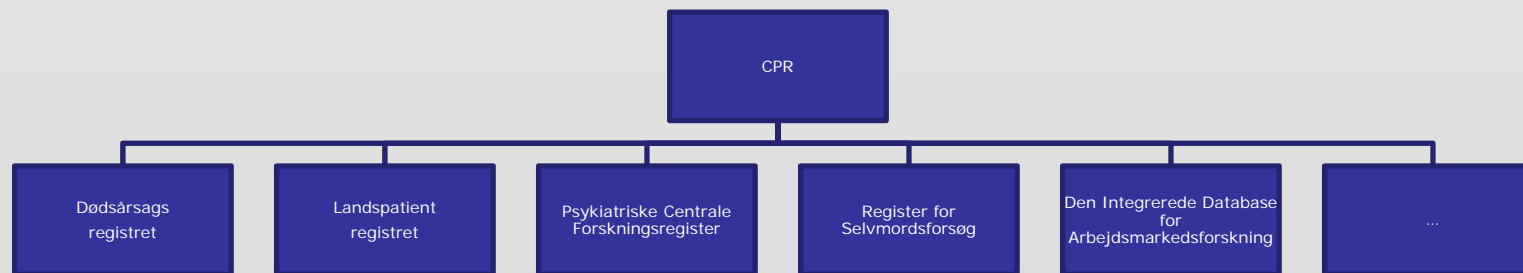 CPR
Dødsårsags
registret
Landspatient
registret
Psykiatriske Centrale
Forskningsregister
Register for
Selvmordsforsøg
Den Integrerede Database
for
Arbejdsmarkedsforskning
...